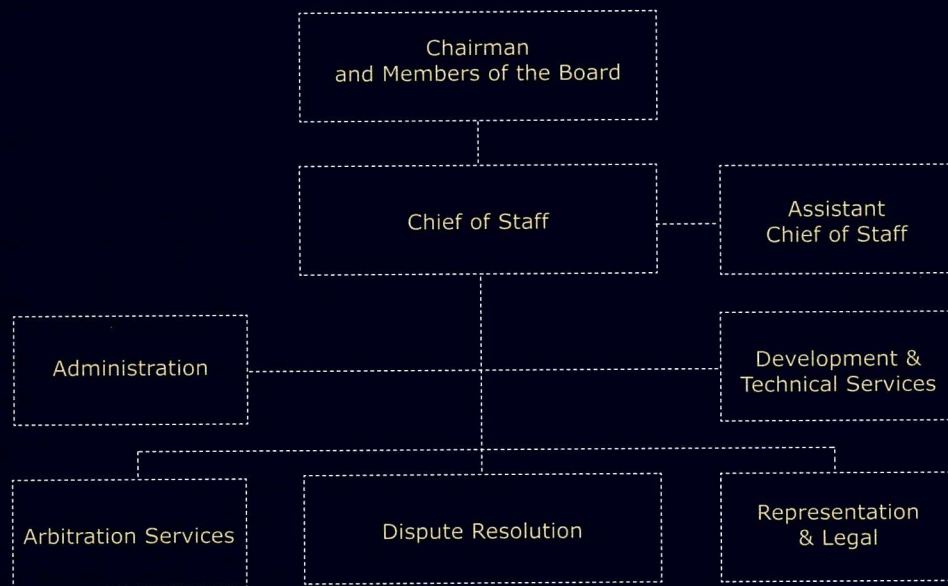 Chairman
and Members of the Board
Chief of Staff
Assistant
Chief of Staff
Administration
Development &
Technical Services
Arbitration Services
Dispute Resolution
Representation
& Legal